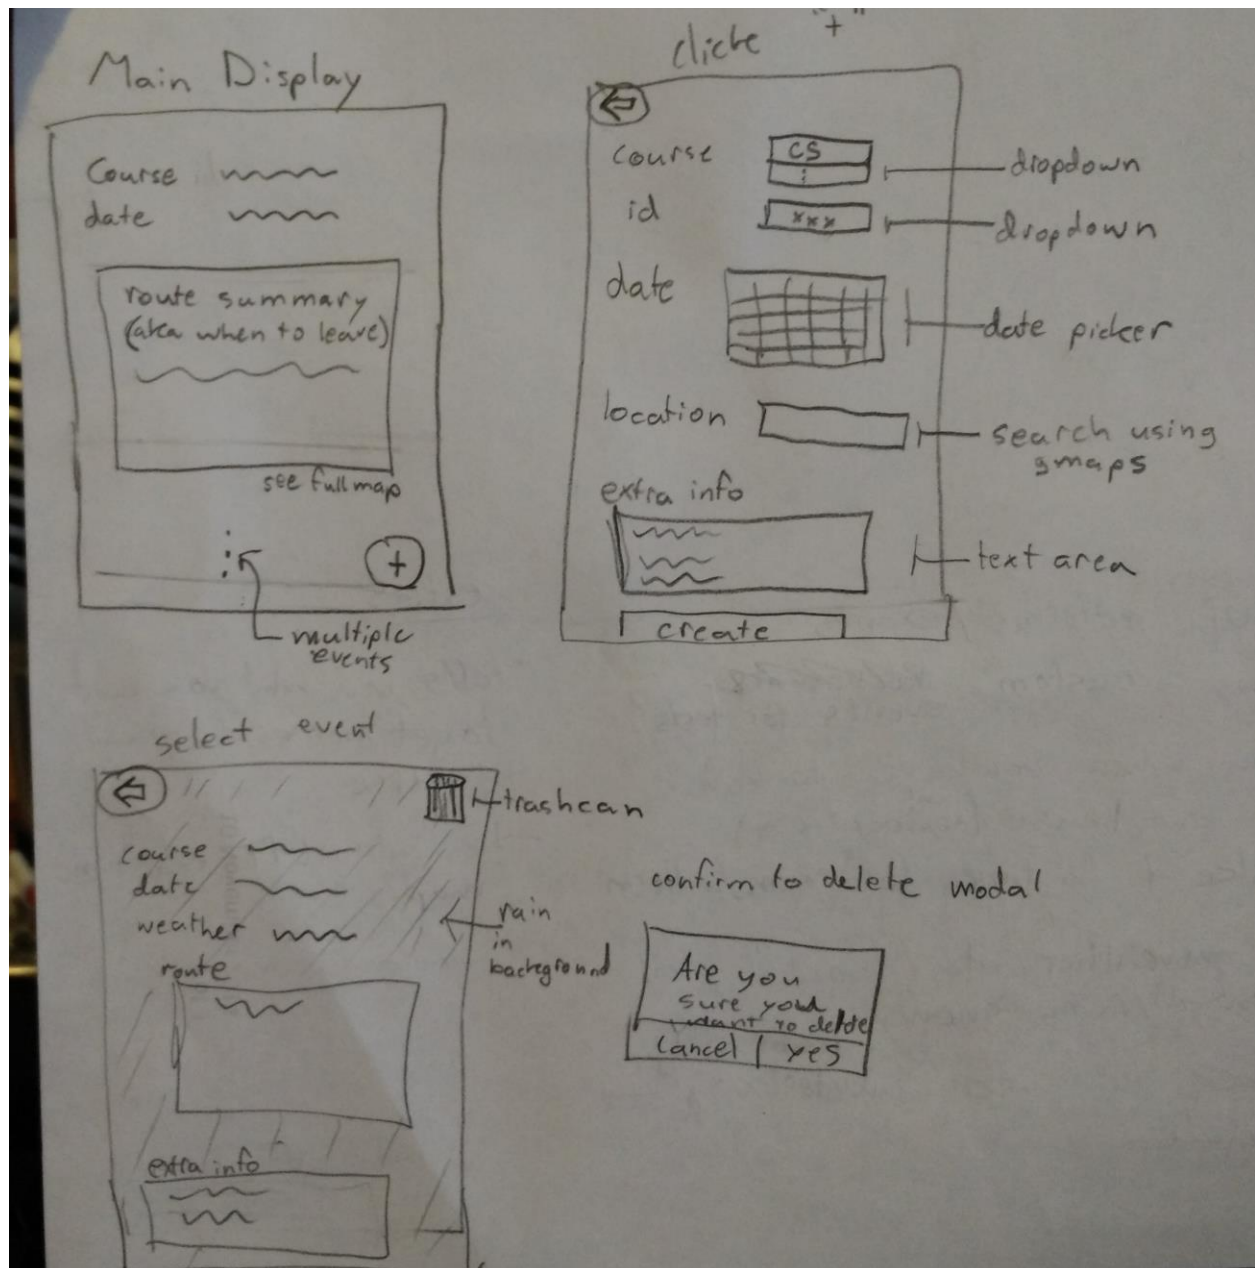 Main Display
Course
date
route summary
(aka when to leave)
see full map
+
multiple
events
clicke "+"
course
CS
dropdown
id
xxx
dropdown
date
date picker
location
search using
gmaps
extra info
text area
create
select event
trashcan
course
date
weather
rain
in
background
route
extra info
confirm to delete modal
Are you
sure you
want to delete
Cancel
yes